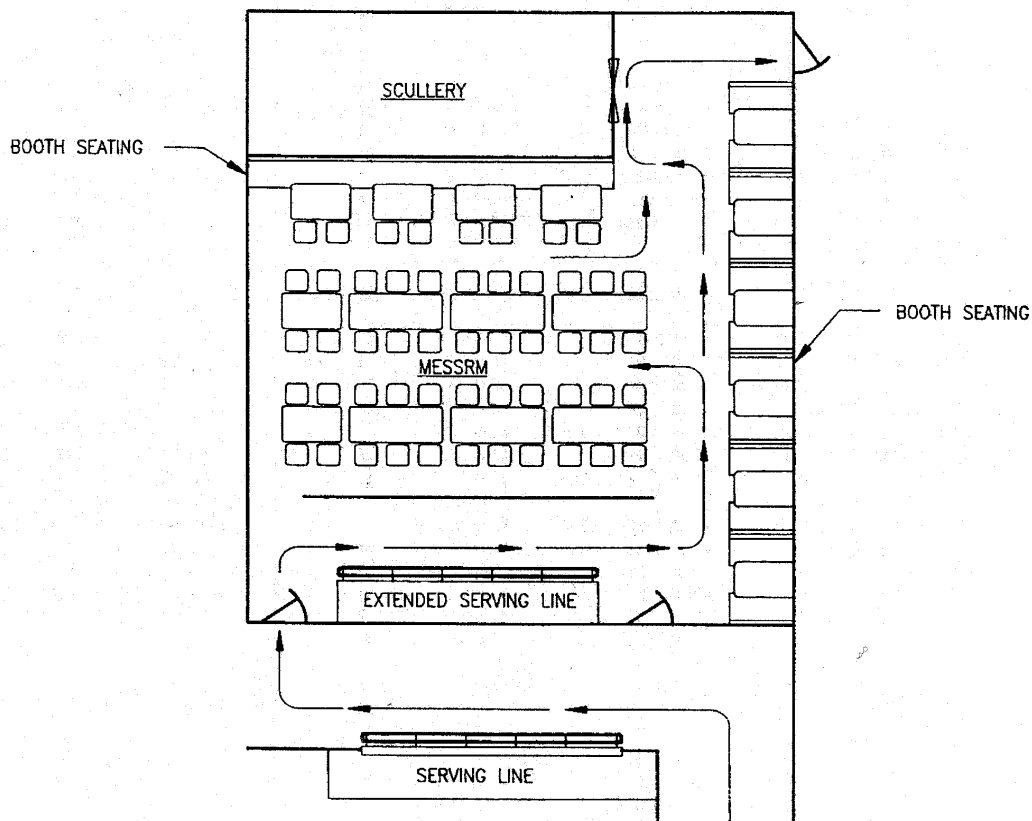 SCULLERY
BOOTH SEATING
BOOTH SEATING
MESSRM
EXTENDED SERVING LINE
SERVING LINE